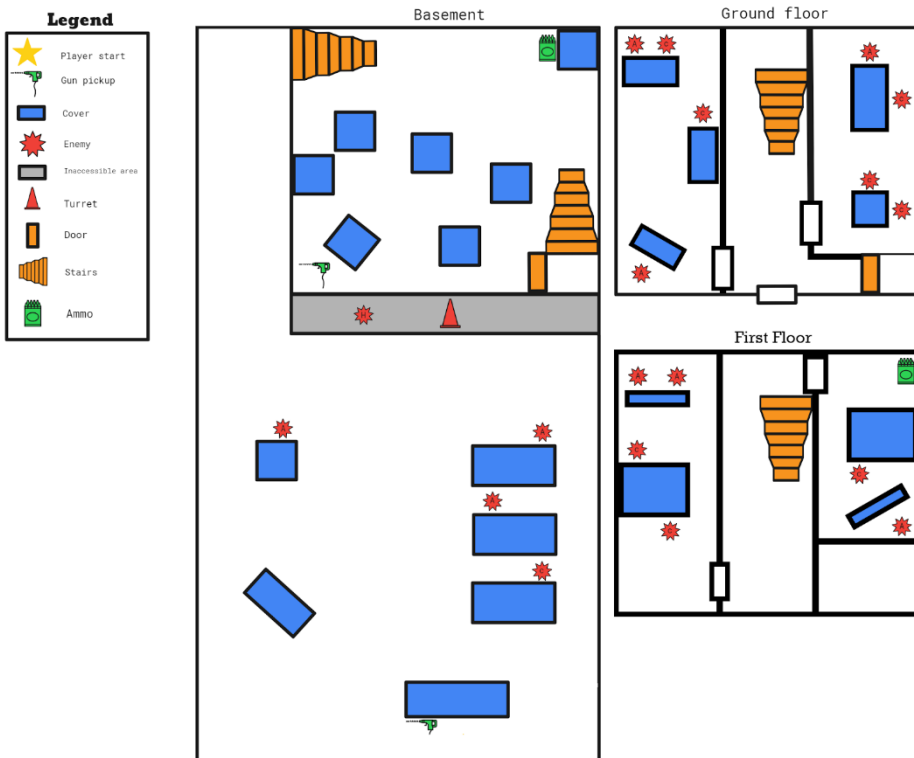 Legend
Player start
Gun pickup
Cover
Enemy
Inaccessible area
Turret
Door
Stairs
Ammo
Basement
H
A
A
A
C
Ground floor
A
C
C
A
A
C
C
C
First Floor
A
A
C
C
C
A